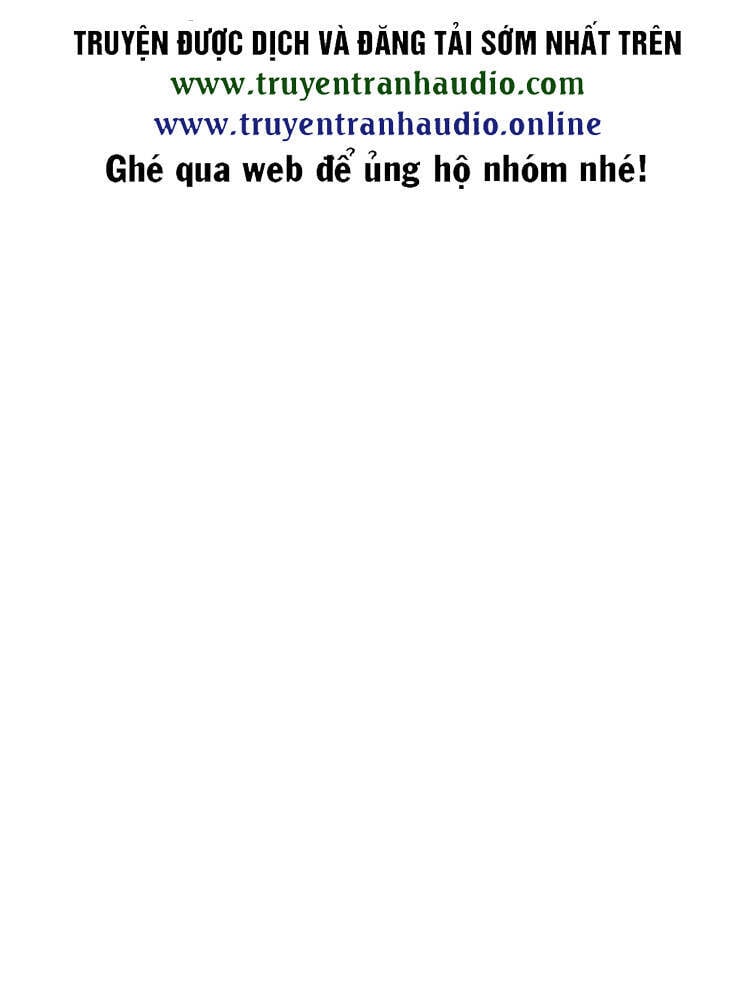 TRUYỆN ĐƯỢC DỊCH VÀ ĐĂNG TẢI SỚM NHẤT TRÊN
www.truyentranhaudio.com
www.truyentranhaudio.online
Ghé qua web để ủng hộ nhóm nhé!